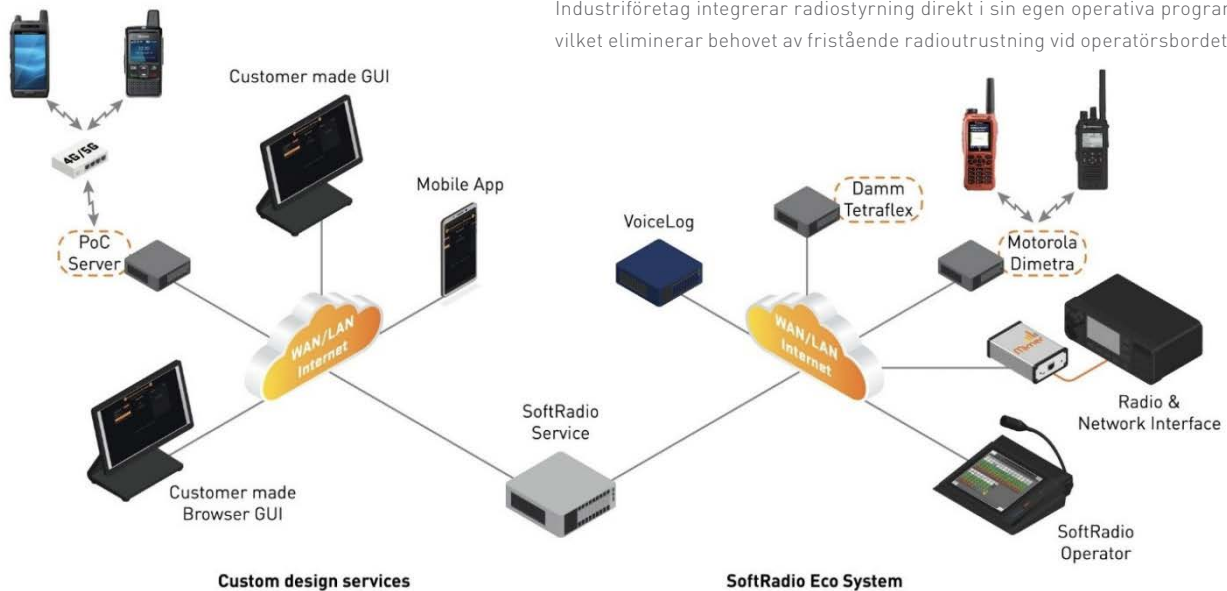 Industriföretag integrerar radiostyrning direkt i sin egen operativa
vilket eliminerar behovet av fristående radioutrustning vid operatörsbordet
Customer made GUI
4G/5G
Mobile App
PoC
Server
WAN/LAN
Internet
Customer made
Browser GUI
SoftRadio
Service
VoiceLog
Damm
Tetraflex
Motorola
Dimetra
WAN/LAN
Internet
Radio &
Network Interface
SoftRadio
Operator
Custom design services
SoftRadio Eco System